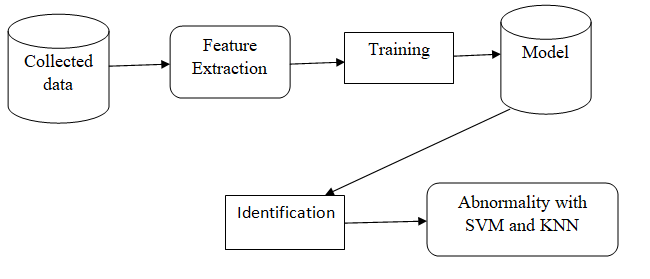 Collected
data
Feature
Extraction
Training
Model
Identification
Abnormality with
SVM and KNN